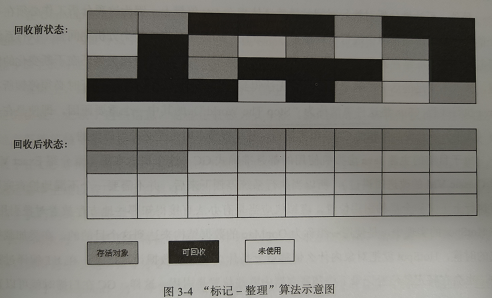 回收前状态：
回收后状态：
存活对象
可回收
未使用
图 3-4 “标记－整理”算法示意图